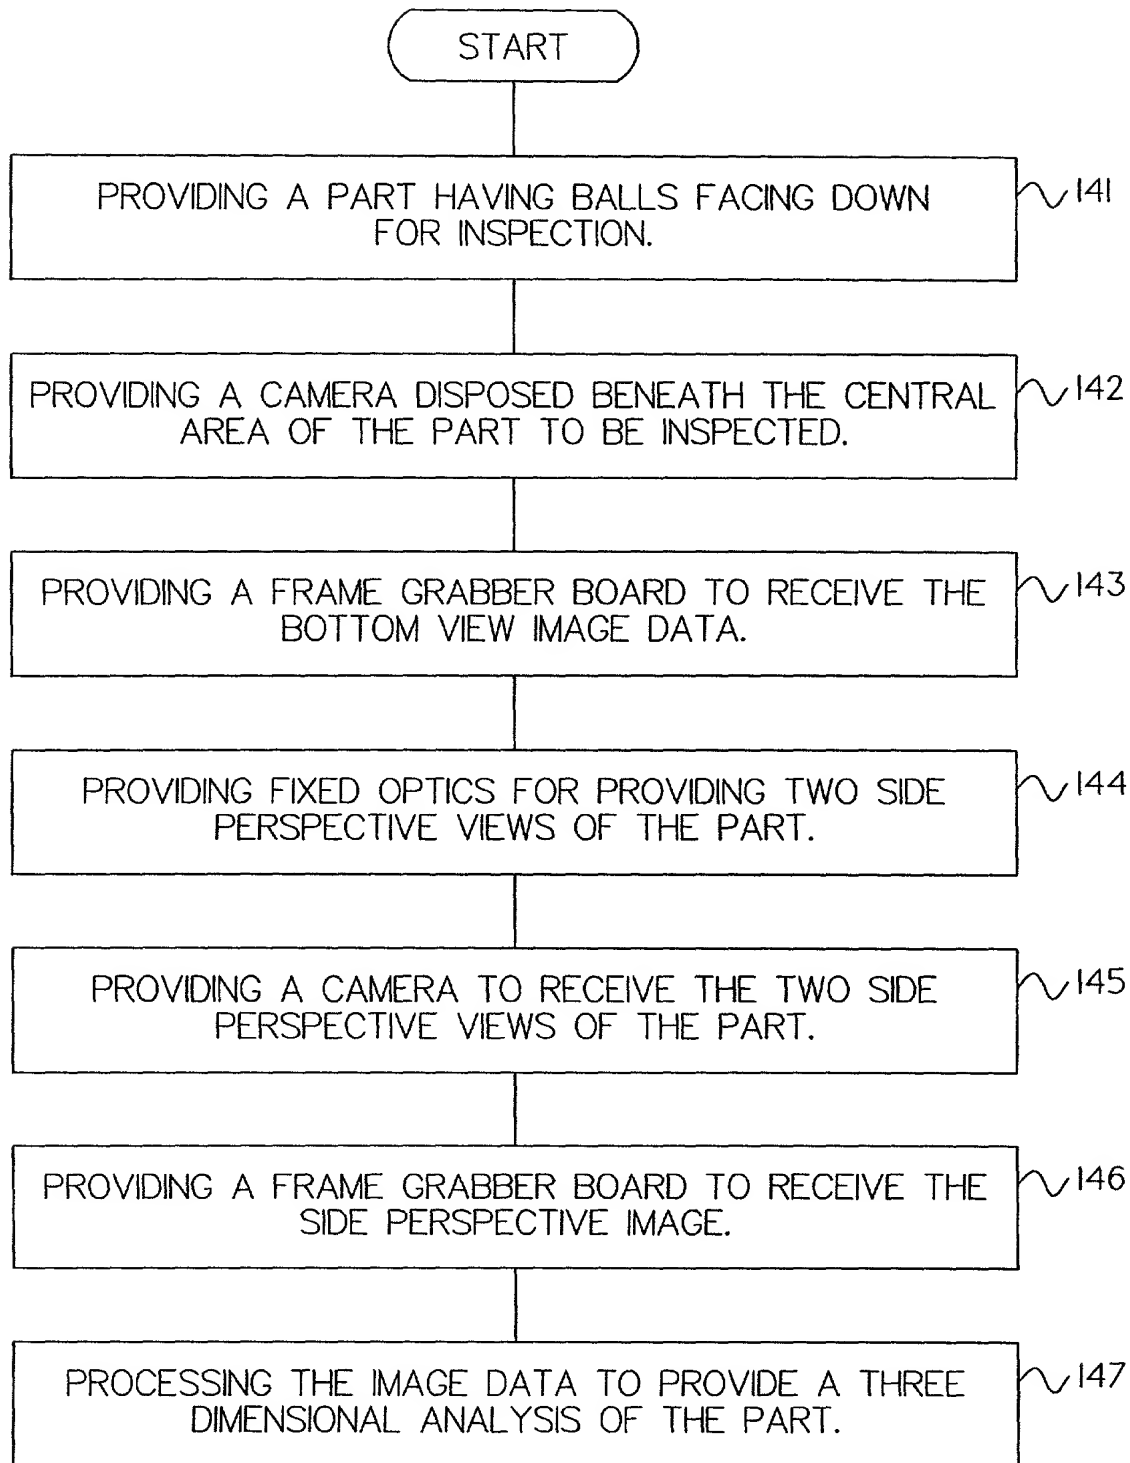 START
PROVIDING A PART HAVING BALLS FACING DOWN
FOR INSPECTION.
141
PROVIDING A CAMERA DISPOSED BENEATH THE CENTRAL
AREA OF THE PART TO BE INSPECTED.
142
PROVIDING A FRAME GRABBER BOARD TO RECEIVE THE
BOTTOM VIEW IMAGE DATA.
143
PROVIDING FIXED OPTICS FOR PROVIDING TWO SIDE
PERSPECTIVE VIEWS OF THE PART.
144
PROVIDING A CAMERA TO RECEIVE THE TWO SIDE
PERSPECTIVE VIEWS OF THE PART.
145
PROVIDING A FRAME GRABBER BOARD TO RECEIVE THE
SIDE PERSPECTIVE IMAGE.
146
PROCESSING THE IMAGE DATA TO PROVIDE A THREE
DIMENSIONAL ANALYSIS OF THE PART.
147